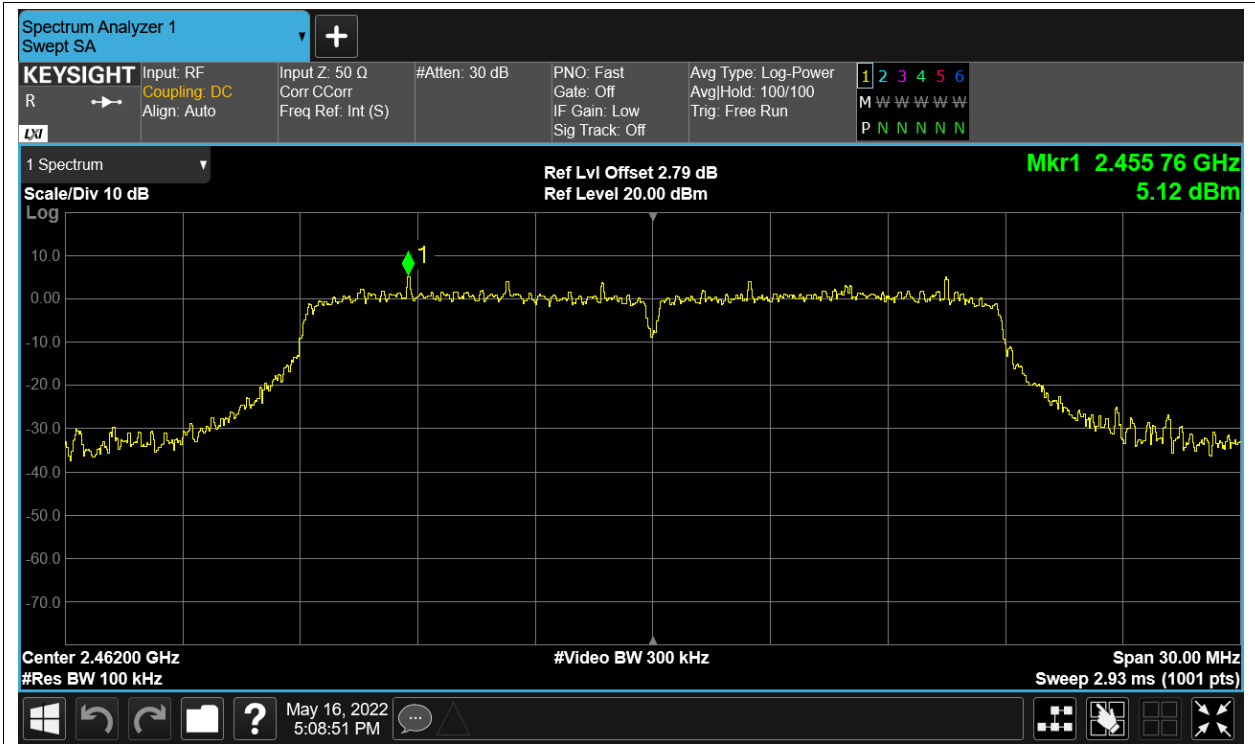 Spectrum Analyzer 1
Swept SA
KEYSIGHT
R
LXI
Input: RF
Coupling: DC
Align: Auto
Input Z: 50 Ω
Corr CCorr
Freq Ref: Int (S)
#Atten: 30 dB
PNO: Fast
Gate: Off
IF Gain: Low
Sig Track: Off
Avg Type: Log-Power
Avg|Hold: 100/100
Trig: Free Run
1 2 3 4 5 6
M W W W W W
P N N N N N
1 Spectrum
Scale/Div 10 dB
Log
Ref Lvl Offset 2.79 dB
Ref Level 20.00 dBm
Mkr1 2.455 76 GHz
5.12 dBm
1
10.0
0.00
-10.0
-20.0
-30.0
-40.0
-50.0
-60.0
-70.0
Center 2.46200 GHz
#Res BW 100 kHz
#Video BW 300 kHz
Span 30.00 MHz
Sweep 2.93 ms (1001 pts)
?
May 16, 2022
5:08:51 PM